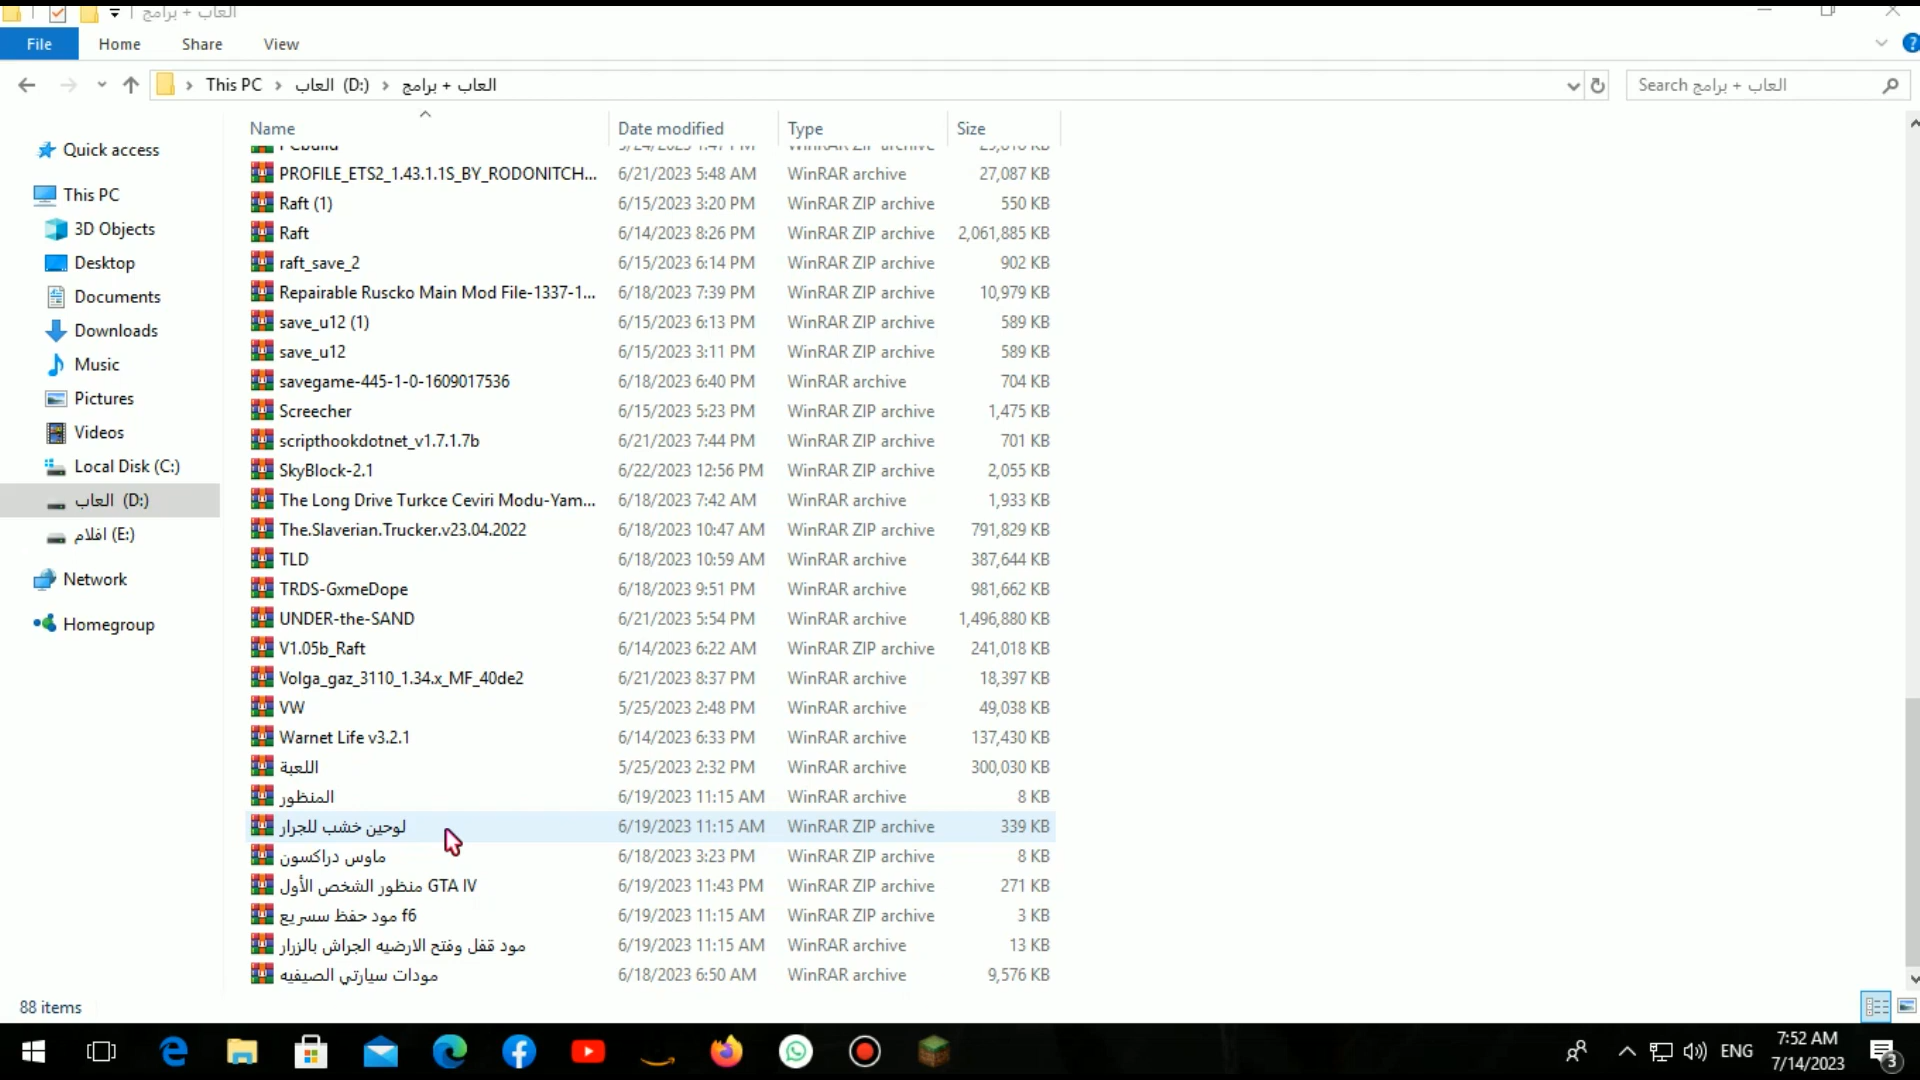 العاب + برامج
File Home Share View
This PC العاب (D:) العاب + برامج
Search العاب + برامج
Name Date modified Type Size
Quick access
This PC
3D Objects
Desktop
Documents
Downloads
Music
Pictures
Videos
Local Disk (C:)
العاب (D:)
افلام (E:)
Network
Homegroup
PROFILE_ETS2_1.43.1.1S_BY_RODONITCH... 6/21/2023 5:48 AM WinRAR archive 27,087 KB
Raft (1) 6/15/2023 3:20 PM WinRAR ZIP archive 550 KB
Raft 6/14/2023 8:26 PM WinRAR ZIP archive 2,061,885 KB
raft_save_2 6/15/2023 6:14 PM WinRAR ZIP archive 902 KB
Repairable Ruscko Main Mod File-1337-1... 6/18/2023 7:39 PM WinRAR ZIP archive 10,979 KB
save_u12 (1) 6/15/2023 6:13 PM WinRAR ZIP archive 589 KB
save_u12 6/15/2023 3:11 PM WinRAR ZIP archive 589 KB
savegame-445-1-0-1609017536 6/18/2023 6:40 PM WinRAR archive 704 KB
Screecher 6/15/2023 5:23 PM WinRAR ZIP archive 1,475 KB
scripthookdotnet_v1.7.1.7b 6/21/2023 7:44 PM WinRAR ZIP archive 701 KB
SkyBlock-2.1 6/22/2023 12:56 PM WinRAR ZIP archive 2,055 KB
The Long Drive Turkce Ceviri Modu-Yam... 6/18/2023 7:42 AM WinRAR archive 1,933 KB
The.Slaverian.Trucker.v23.04.2022 6/18/2023 10:47 AM WinRAR ZIP archive 791,829 KB
TLD 6/18/2023 10:59 AM WinRAR archive 387,644 KB
TRDS-GxmeDope 6/18/2023 9:51 PM WinRAR archive 981,662 KB
UNDER-the-SAND 6/21/2023 5:54 PM WinRAR archive 1,496,880 KB
V1.05b_Raft 6/14/2023 6:22 AM WinRAR ZIP archive 241,018 KB
Volga_gaz_3110_1.34.x_MF_40de2 6/21/2023 8:37 PM WinRAR archive 18,397 KB
VW 5/25/2023 2:48 PM WinRAR archive 49,038 KB
Warnet Life v3.2.1 6/14/2023 6:33 PM WinRAR archive 137,430 KB
اللعبة 5/25/2023 2:32 PM WinRAR archive 300,030 KB
المنظور 6/19/2023 11:15 AM WinRAR archive 8 KB
لوحين خشب للجرار 6/19/2023 11:15 AM WinRAR ZIP archive 339 KB
ماوس دراكسون 6/18/2023 3:23 PM WinRAR ZIP archive 8 KB
منظور الشخص الأول GTA IV 6/19/2023 11:43 PM WinRAR ZIP archive 271 KB
مود حفظ سسريع f6 6/19/2023 11:15 AM WinRAR ZIP archive 3 KB
مود قفل وفتح الارضيه الجراش بالزرار 6/19/2023 11:15 AM WinRAR archive 13 KB
مودات سيارتي الصيفيه 6/18/2023 6:50 AM WinRAR archive 9,576 KB
88 items
ENG
7:52 AM
7/14/2023
3